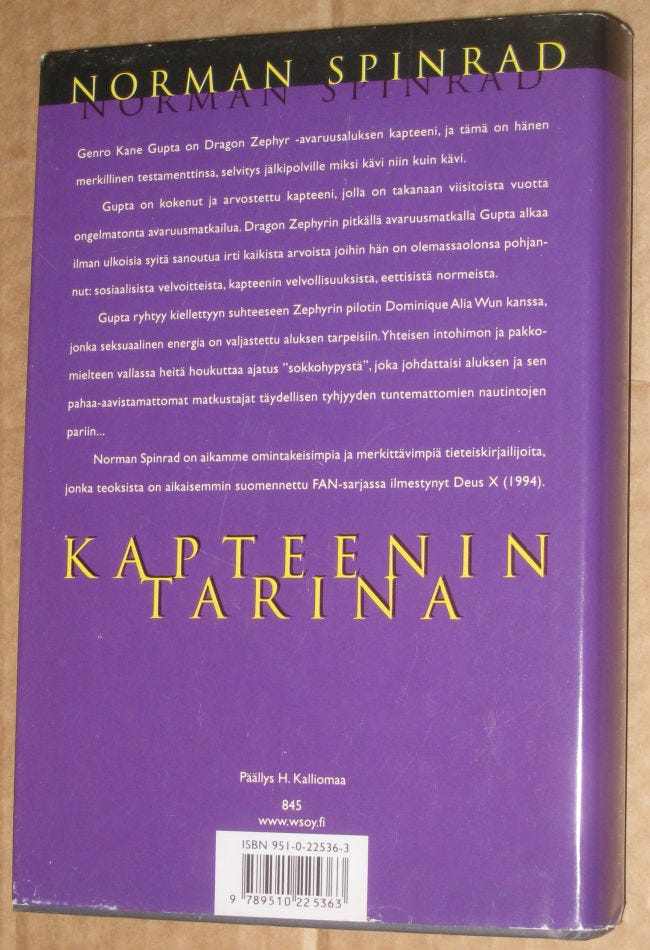 NORMAN SPINRAD
Genro Kane Gupta on Dragon Zephyr -avaruusaluksen kapteeni, ja tämä on hänen
merkillinen testamenttinsa, selvitys jälkipolville miksi kävi niin kuin kävi.
Gupta on kokenut ja arvostettu kapteeni, jolla on takanaan viisitoista vuotta
ongelmatonta avaruusmatkailua. Dragon Zephyrin pitkällä avaruusmatkalla Gupta alkaa
ilman ulkoisia syitä sanoutua irti kaikista arvoista joihin hän on olemassaolonsa pohjan-
nut: sosiaalisista velvoitteista, kapteenin velvollisuuksista, eettisistä normeista.
Gupta ryhtyy kiellettyyn suhteeseen Zephyrin pilotin Dominique Alia Wun kanssa,
jonka seksuaalinen energia on valjastettu aluksen tarpeisiin. Yhteisen intohimon ja pakko-
mielteen vallassa heitä houkuttaa ajatus "sokkohypystä", joka johdattaisi aluksen ja sen
pahaa-aavistamattomat matkustajat täydellisen tyhjyyden tuntemattomien nautintojen
pariin...
Norman Spinrad on aikamme omintakeisimpia ja merkittävimpiä tieteiskirjailijoita,
jonka teoksista on aikaisemmin suomennettu FAN-sarjassa ilmestynyt Deus X (1994).
KAPTEENIN
TARINA
Päällys H. Kalliomaa
845
www.wsoy.fi
ISBN 951-0-22536-3
9 789510 225363